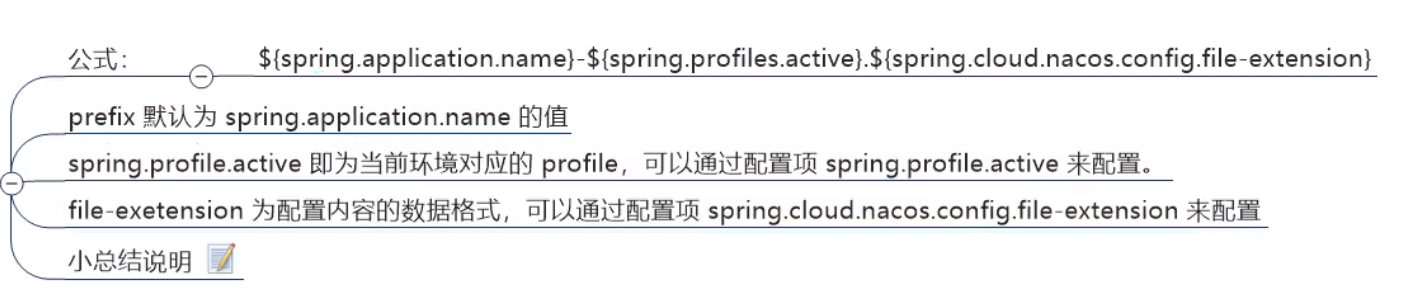 公式： ${spring.application.name}-${spring.profiles.active}.${spring.cloud.nacos.config.file-extension}
prefix 默认为 spring.application.name 的值
spring.profile.active 即为当前环境对应的 profile，可以通过配置项 spring.profile.active 来配置。
file-exetension 为配置内容的数据格式，可以通过配置项 spring.cloud.nacos.config.file-extension 来配置
小总结说明